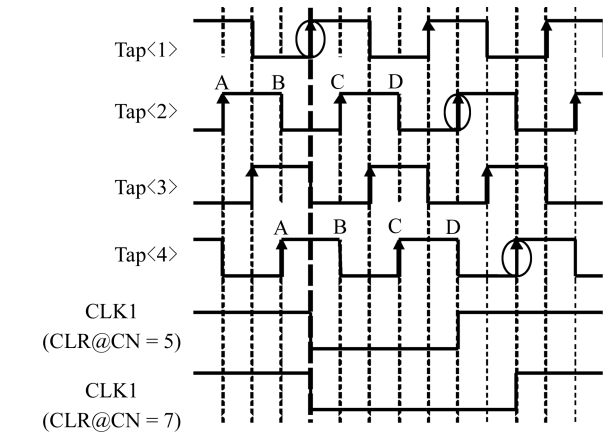 Tap<1>
A B C D
Tap<2>
Tap<3>
A B C D
Tap<4>
CLK1
(CLR@CN = 5)
CLK1
(CLR@CN = 7)